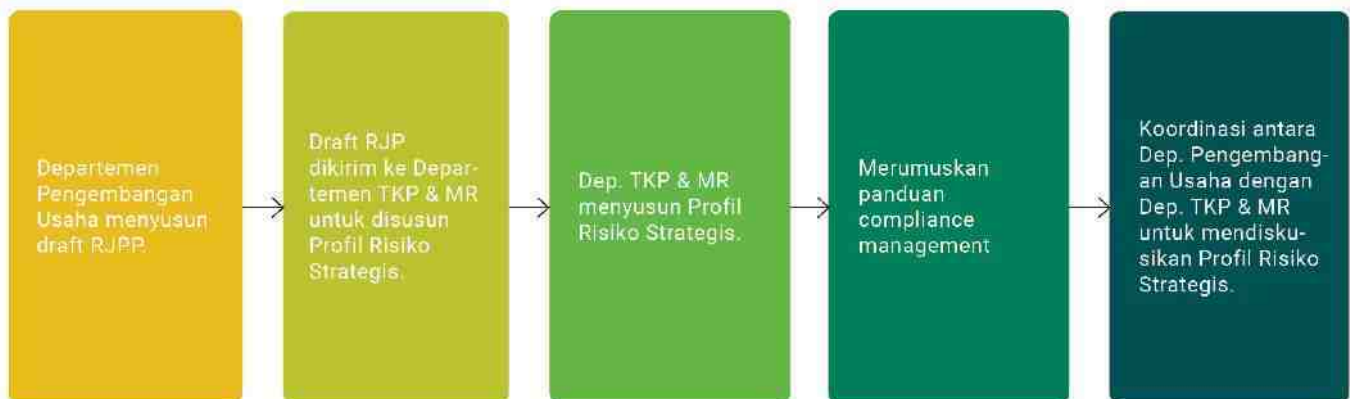 Departemen
Pengembangan
Usaha menyusun
draft RJPP.
Draft RJP
dikirim ke Depar-
temen TKP & MR
untuk disusun
Profil Risiko
Strategis.
Dep. TKP & MR
menyusun Profil
Risiko Strategis.
Merumuskan
panduan
compliance
management
Koordinasi antara
Dep. Pengembang-
an Usaha dengan
Dep. TKP & MR
untuk mendisku-
sikan Profil Risiko
Strategis.